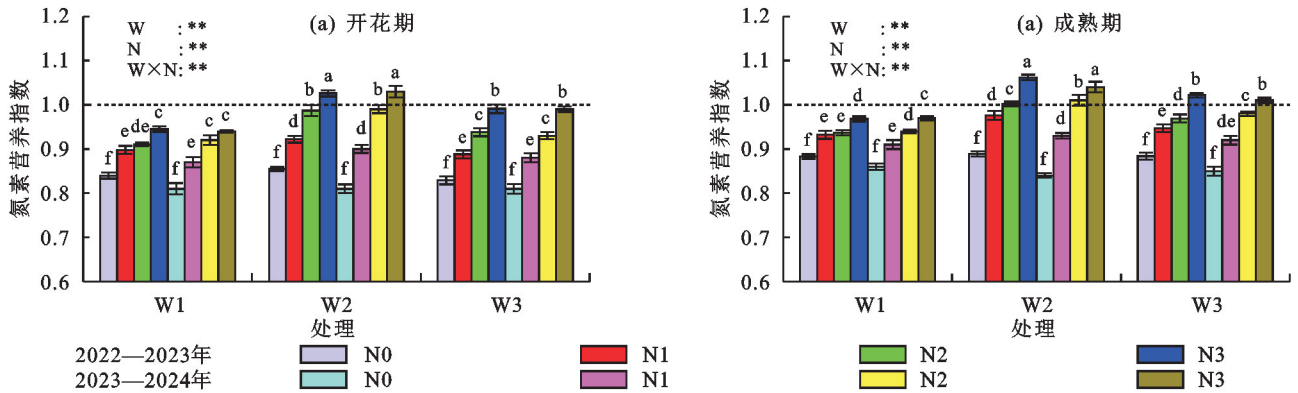 (a) 开花期
W : **
N : **
W×N: **
氮素营养指数
1.2
1.1
1.0
0.9
0.8
0.7
0.6
f e de c f e c c
f d b a f d b a
f e c b f e d b
W1 W2 W3
处理
(a) 成熟期
W : **
N : **
W×N: **
氮素营养指数
1.2
1.1
1.0
0.9
0.8
0.7
0.6
f e e d f e d c
f d c a f d b a
f e d b f de c b
W1 W2 W3
处理
2022—2023年 N0 N1 N2 N3
2023—2024年 N0 N1 N2 N3